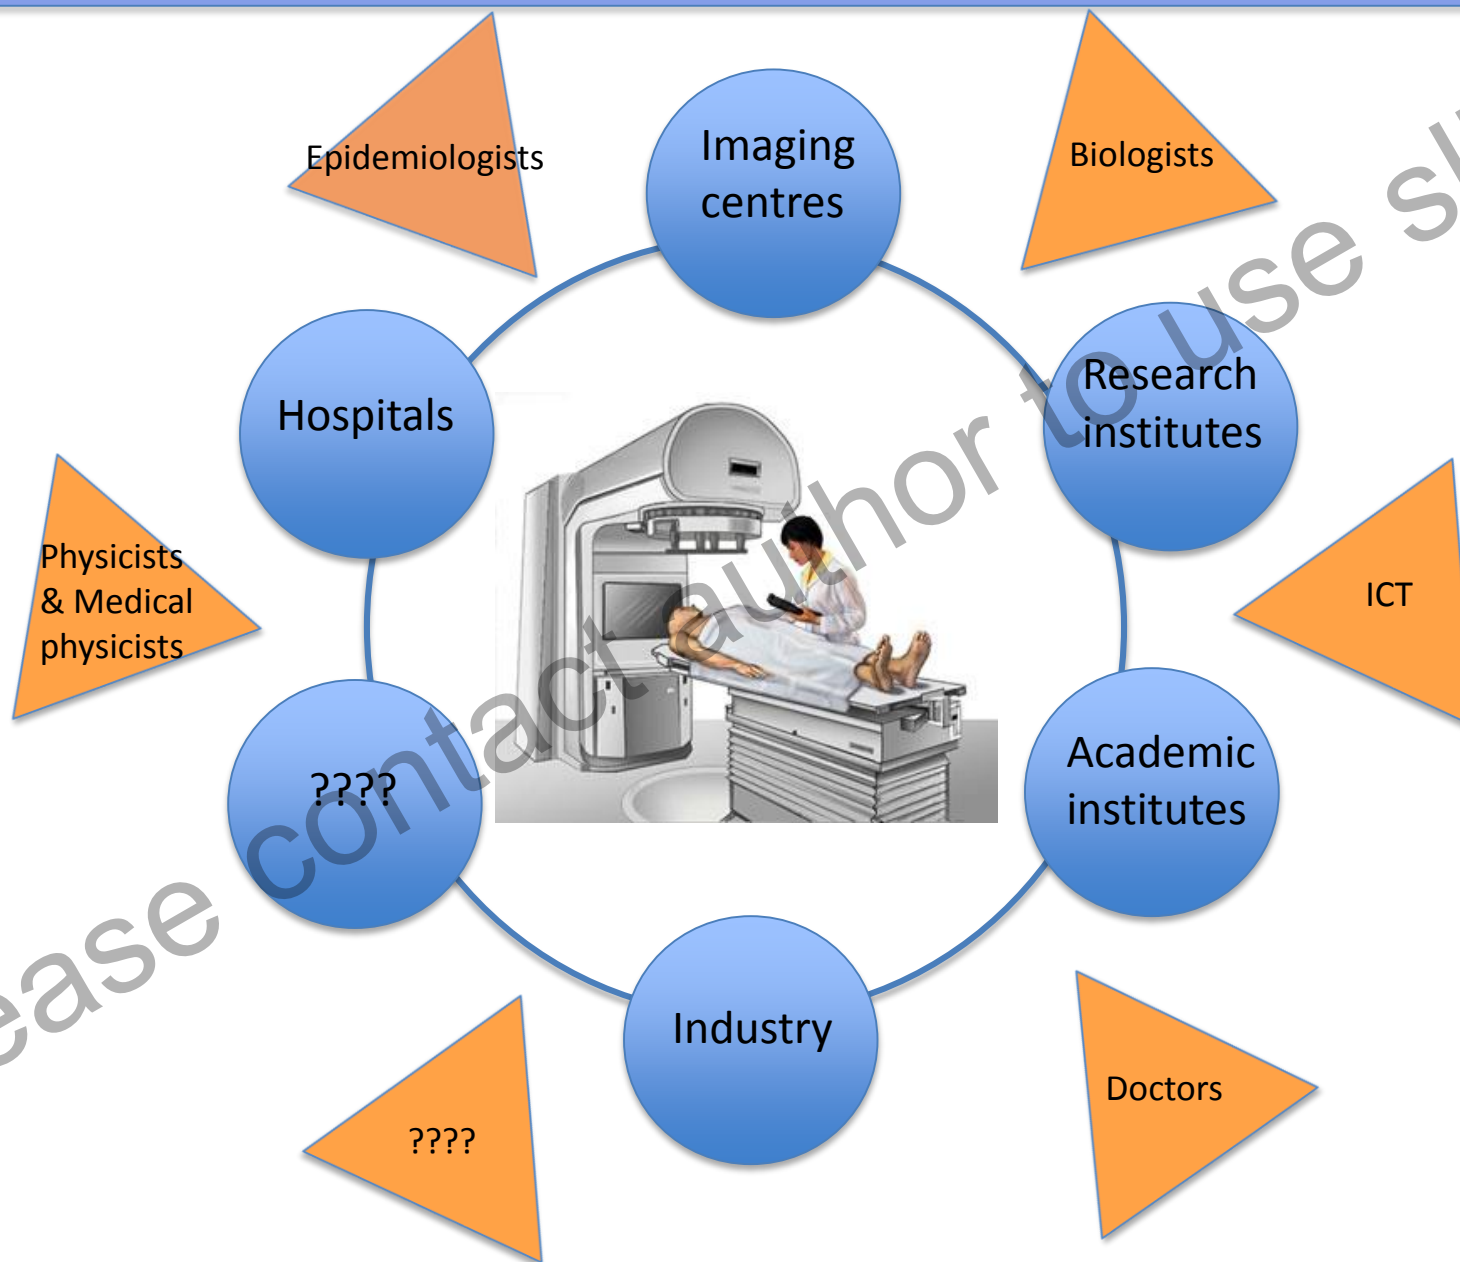 Epidemiologists
Imaging
centres
Biologists
Hospitals
Research
institutes
Physicists
& Medical
physicists
ICT
????
Academic
institutes
Industry
Doctors
????
ease contact author to use sl